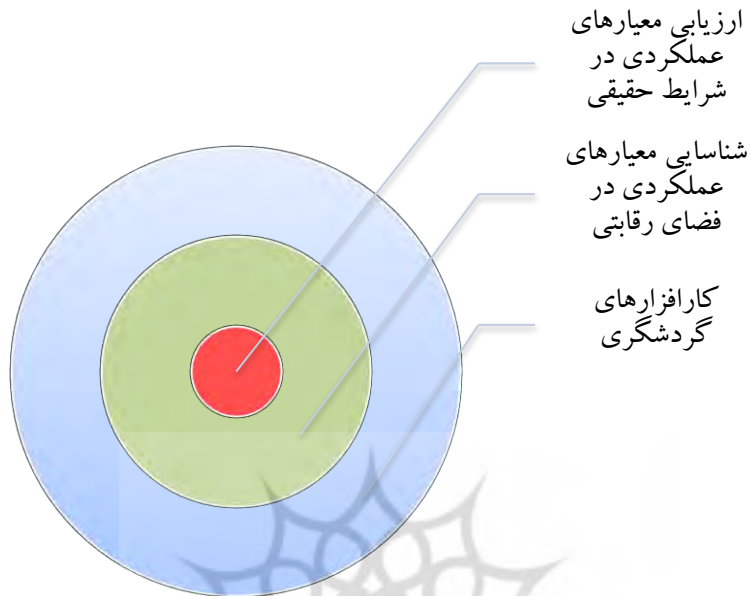 ارزیابی معیارهای
عملکردی در
شرایط حقیقی
شناسایی معیارهای
عملکردی در
فضای رقابتی
کارافزارهای
گردشگری